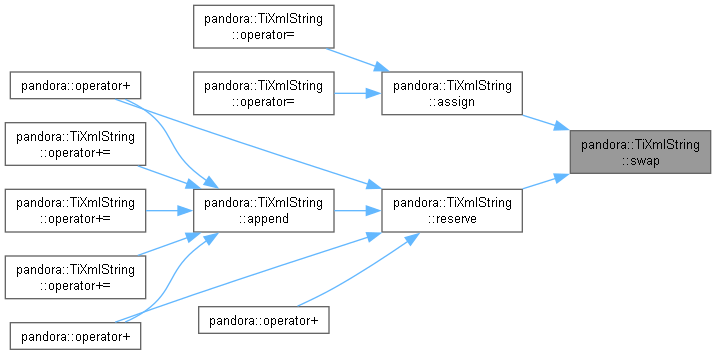 pandora::TiXmlString
::operator=
pandora::operator+
pandora::TiXmlString
::operator=
pandora::TiXmlString
::assign
pandora::TiXmlString
::operator+=
pandora::TiXmlString
::swap
pandora::TiXmlString
::operator+=
pandora::TiXmlString
::append
pandora::TiXmlString
::reserve
pandora::TiXmlString
::operator+=
pandora::operator+
pandora::operator+